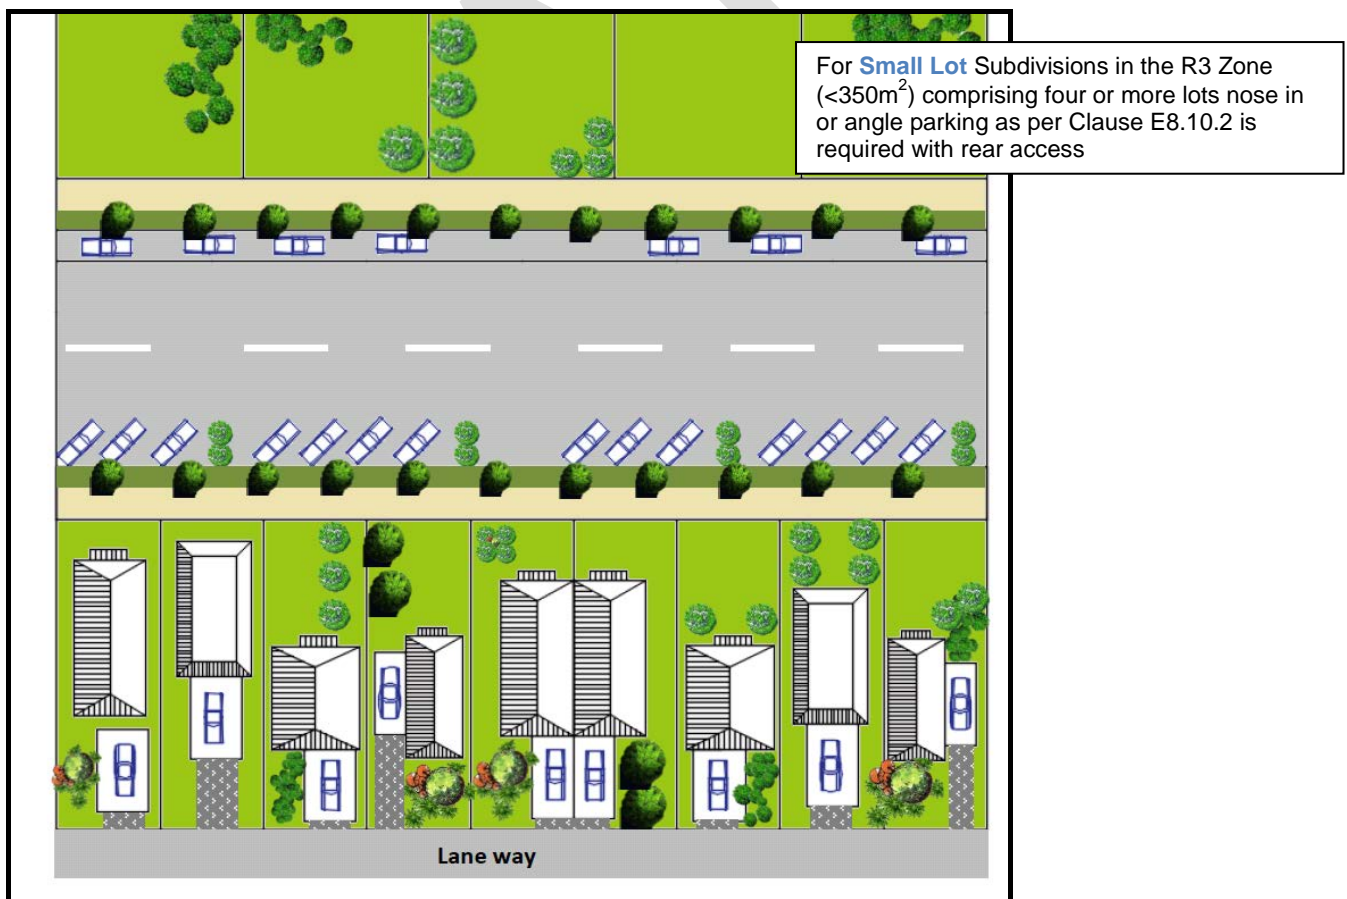 For Small Lot Subdivisions in the R3 Zone
(<350m²) comprising four or more lots nose in
or angle parking as per Clause E8.10.2 is
required with rear access
Lane way